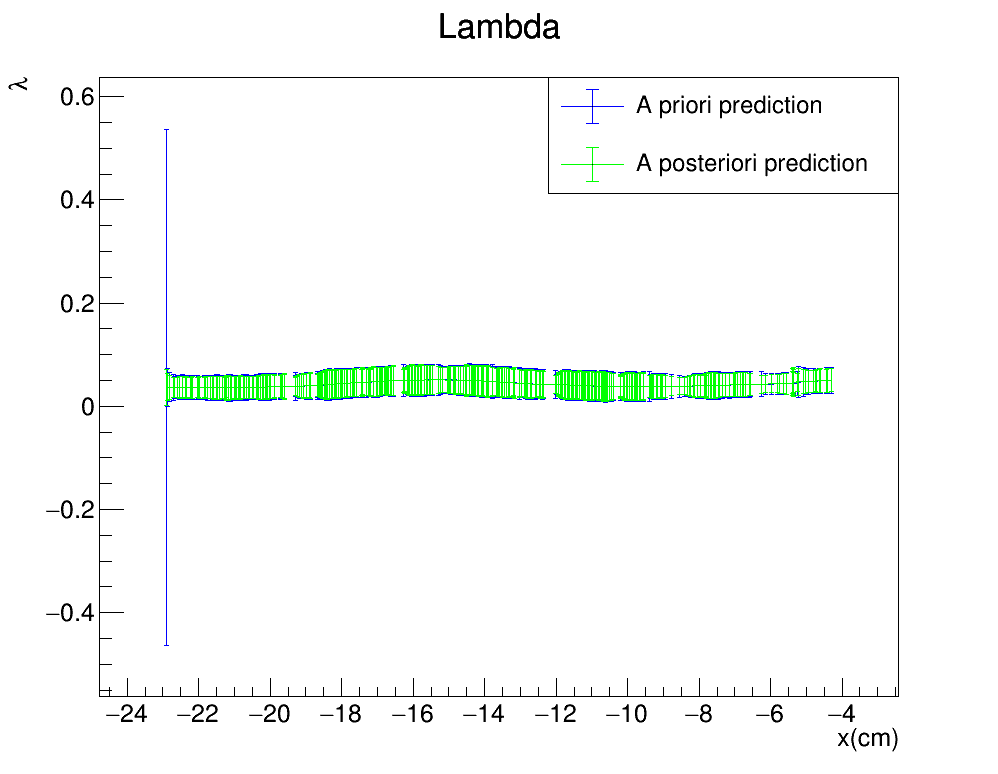 Lambda
λ
A priori prediction
A posteriori prediction
0.6
0.4
0.2
0
−0.2
−0.4
−24 −22 −20 −18 −16 −14 −12 −10 −8 −6 −4
x(cm)